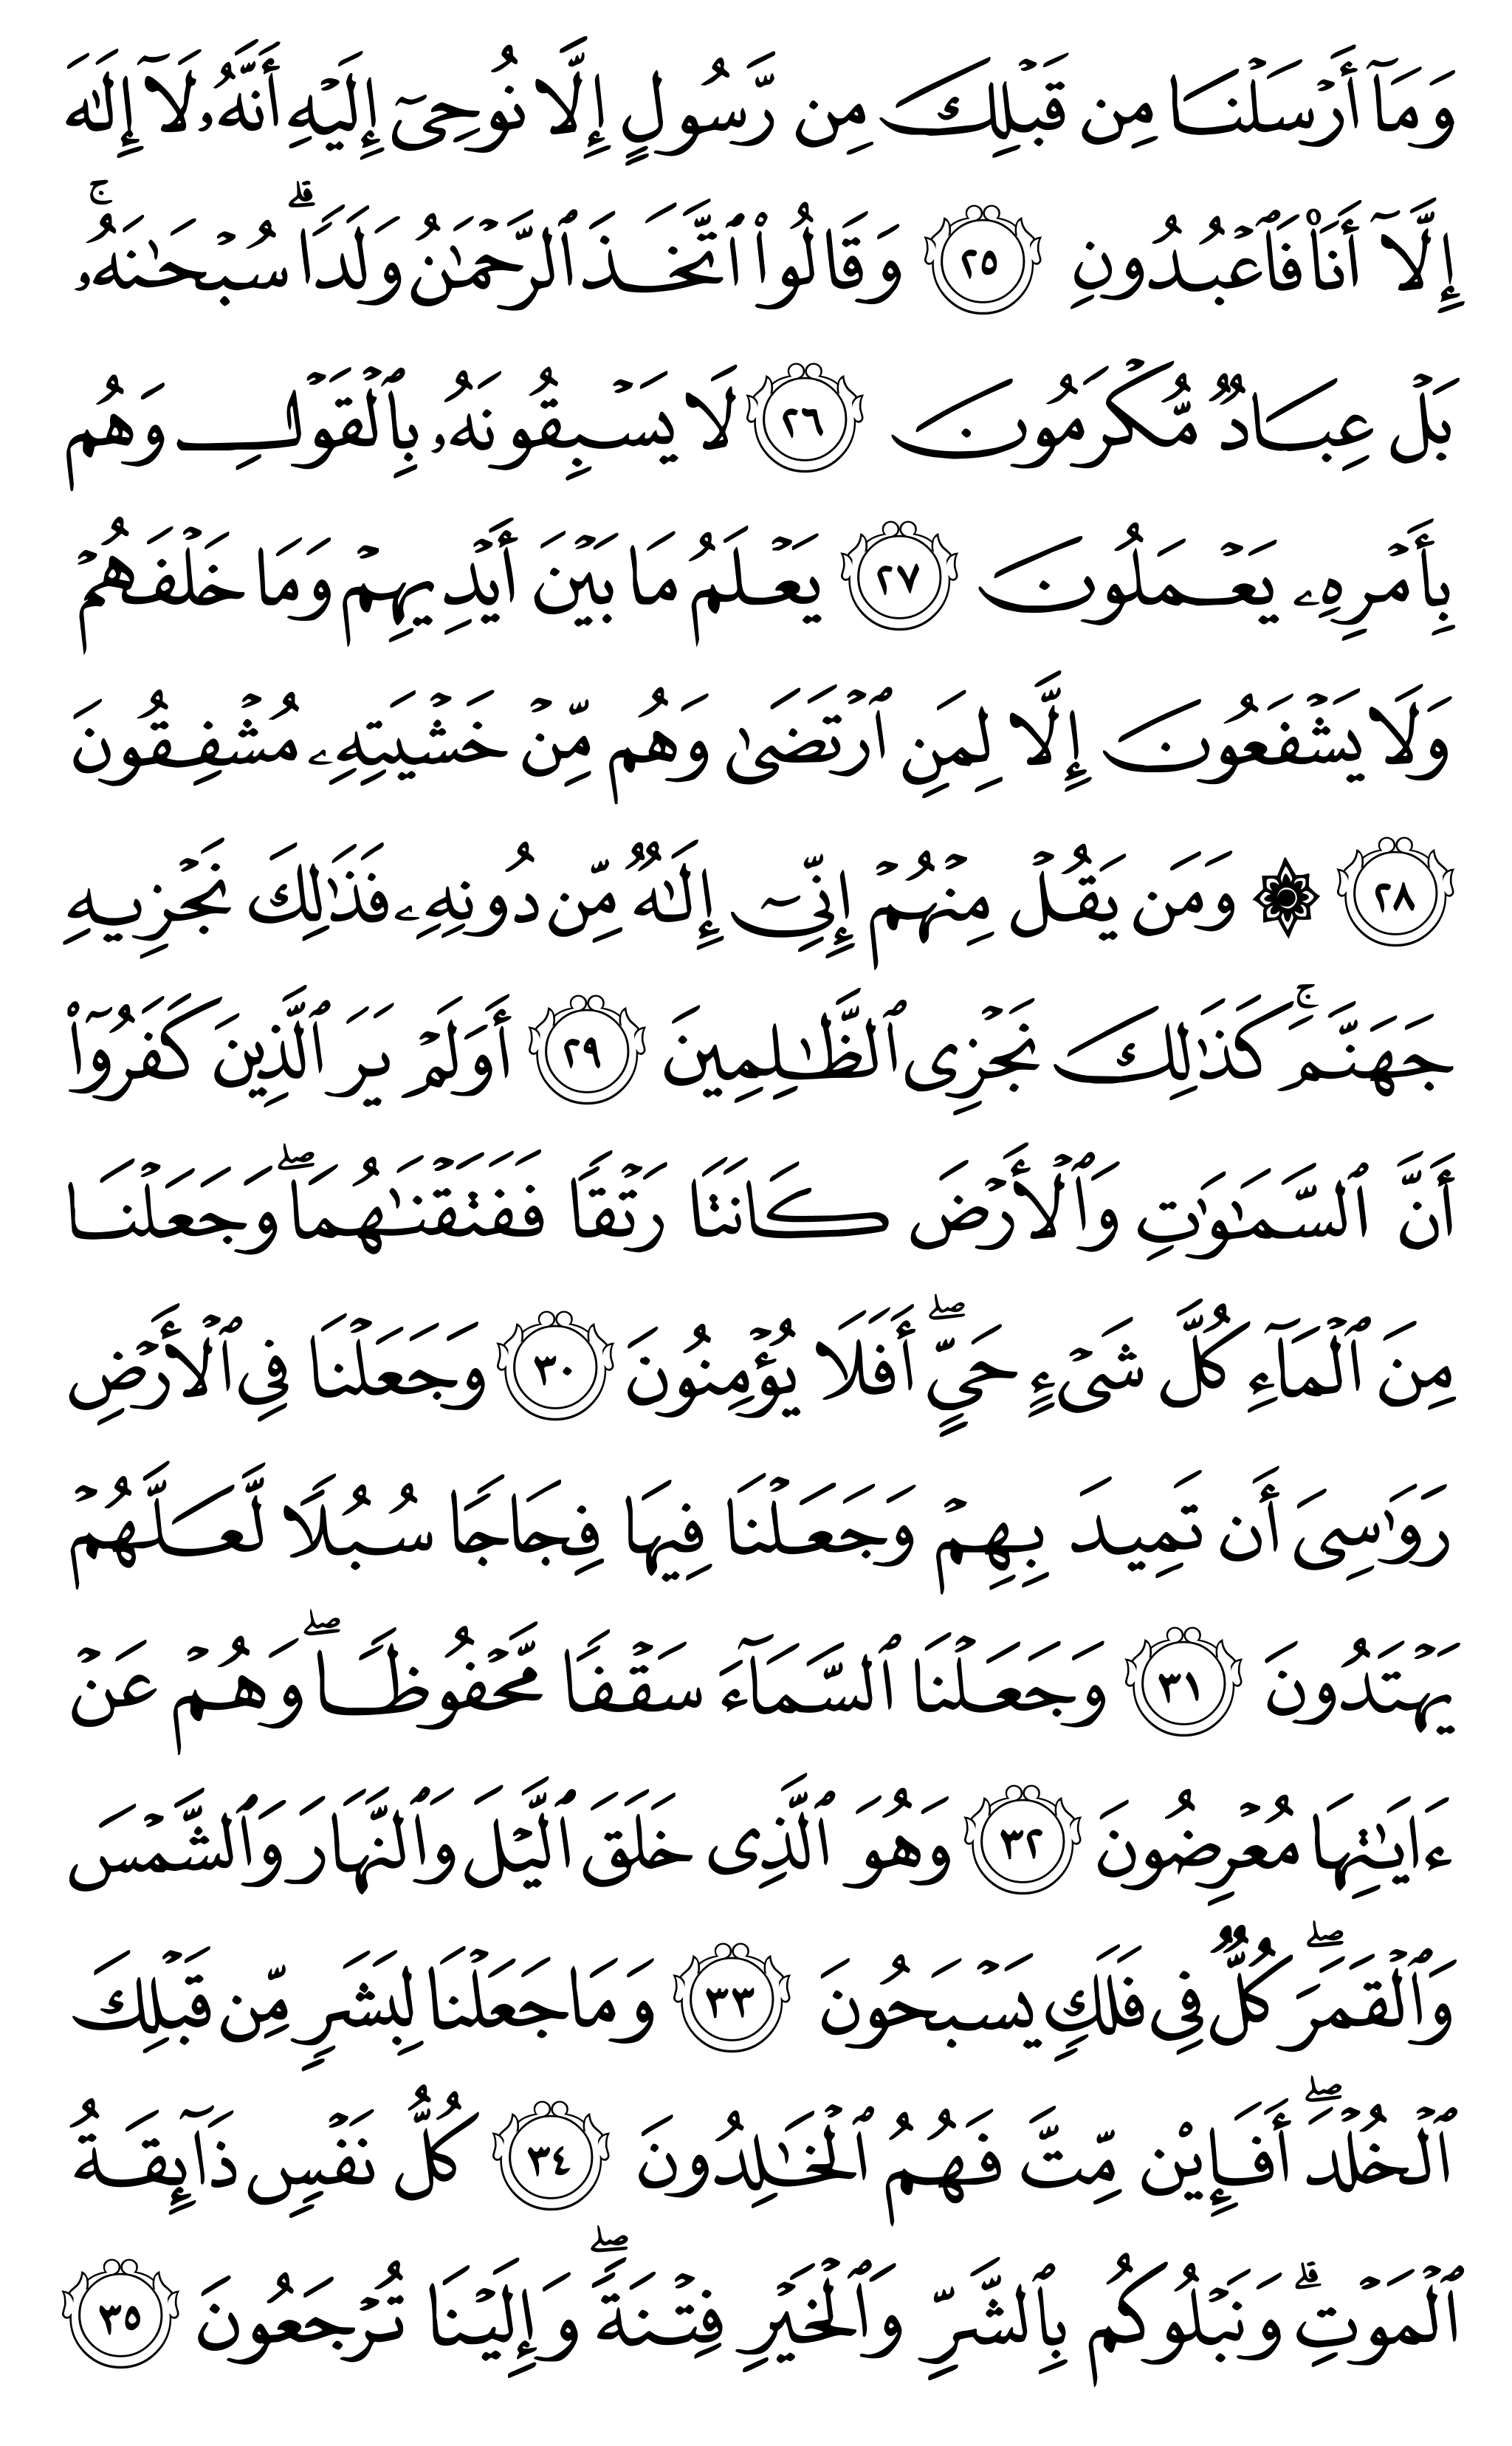 وَمَآ أَرۡسَلۡنَا مِن قَبۡلِكَ مِن رَّسُولٍ إِلَّا نُوحِيٓ إِلَيۡهِ أَنَّهُۥ لَآ إِلَٰهَ
إِلَّآ أَنَا۠ فَٱعۡبُدُونِ ٢٥ وَقَالُواْ ٱتَّخَذَ ٱلرَّحۡمَٰنُ وَلَدٗاۗ سُبۡحَٰنَهُۥۚ
بَلۡ عِبَادٞ مُّكۡرَمُونَ ٢٦ لَا يَسۡبِقُونَهُۥ بِٱلۡقَوۡلِ وَهُم
بِأَمۡرِهِۦ يَعۡمَلُونَ ٢٧ يَعۡلَمُ مَا بَيۡنَ أَيۡدِيهِمۡ وَمَا خَلۡفَهُمۡ
وَلَا يَشۡفَعُونَ إِلَّا لِمَنِ ٱرۡتَضَىٰ وَهُم مِّنۡ خَشۡيَتِهِۦ مُشۡفِقُونَ
٢٨ ۞ وَمَن يَقُلۡ مِنۡهُمۡ إِنِّيٓ إِلَٰهٞ مِّن دُونِهِۦ فَذَٰلِكَ نَجۡزِيهِ
جَهَنَّمَۚ كَذَٰلِكَ نَجۡزِي ٱلظَّٰلِمِينَ ٢٩ أَوَلَمۡ يَرَ ٱلَّذِينَ كَفَرُوٓاْ
أَنَّ ٱلسَّمَٰوَٰتِ وَٱلۡأَرۡضَ كَانَتَا رَتۡقٗا فَفَتَقۡنَٰهُمَاۖ وَجَعَلۡنَا
مِنَ ٱلۡمَآءِ كُلَّ شَيۡءٍ حَيٍّۖ أَفَلَا يُؤۡمِنُونَ ٣٠ وَجَعَلۡنَا فِي ٱلۡأَرۡضِ
رَوَٰسِيَ أَن تَمِيدَ بِهِمۡ وَجَعَلۡنَا فِيهَا فِجَاجٗا سُبُلٗا لَّعَلَّهُمۡ
يَهۡتَدُونَ ٣١ وَجَعَلۡنَا ٱلسَّمَآءَ سَقۡفٗا مَّحۡفُوظٗاۖ وَهُمۡ عَنۡ
ءَايَٰتِهَا مُعۡرِضُونَ ٣٢ وَهُوَ ٱلَّذِي خَلَقَ ٱلَّيۡلَ وَٱلنَّهَارَ وَٱلشَّمۡسَ
وَٱلۡقَمَرَۖ كُلّٞ فِي فَلَكٖ يَسۡبَحُونَ ٣٣ وَمَا جَعَلۡنَا لِبَشَرٖ مِّن قَبۡلِكَ
ٱلۡخُلۡدَۖ أَفَإِيْن مِّتَّ فَهُمُ ٱلۡخَٰلِدُونَ ٣٤ كُلُّ نَفۡسٖ ذَآئِقَةُ
ٱلۡمَوۡتِۗ وَنَبۡلُوكُم بِٱلشَّرِّ وَٱلۡخَيۡرِ فِتۡنَةٗۖ وَإِلَيۡنَا تُرۡجَعُونَ ٣٥